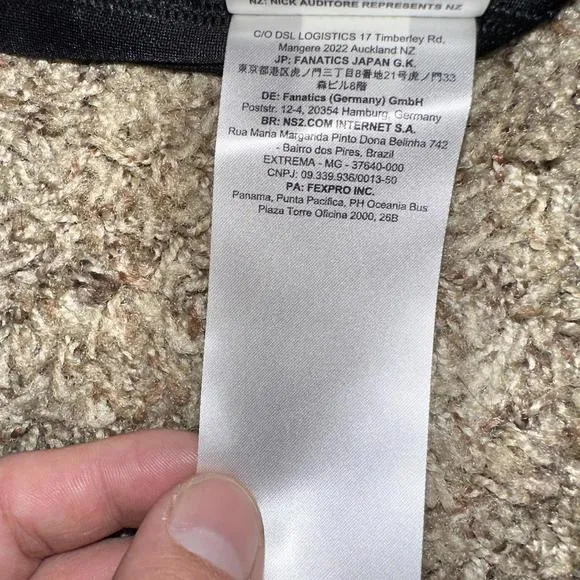 NZ: NICK AUDITORE REPRESENTS NZ
C/O DSL LOGISTICS 17 Timberley Rd,
Mangere 2022 Auckland NZ
JP: FANATICS JAPAN G.K.
東京都港区虎ノ門三丁目8番地21号虎ノ門33
森ビル8階
DE: Fanatics (Germany) GmbH
Poststr. 12-4, 20354 Hamburg, Germany
BR: NS2.COM INTERNET S.A.
Rua Maria Margarida Pinto Dona Belinha 742
- Bairro dos Pires, Brazil
EXTREMA - MG - 37640-000
CNPJ: 09.339.936/0013-50
PA: FEXPRO INC.
Panama, Punta Pacifica, PH Oceania Bus
Plaza Torre Oficina 2000, 26B